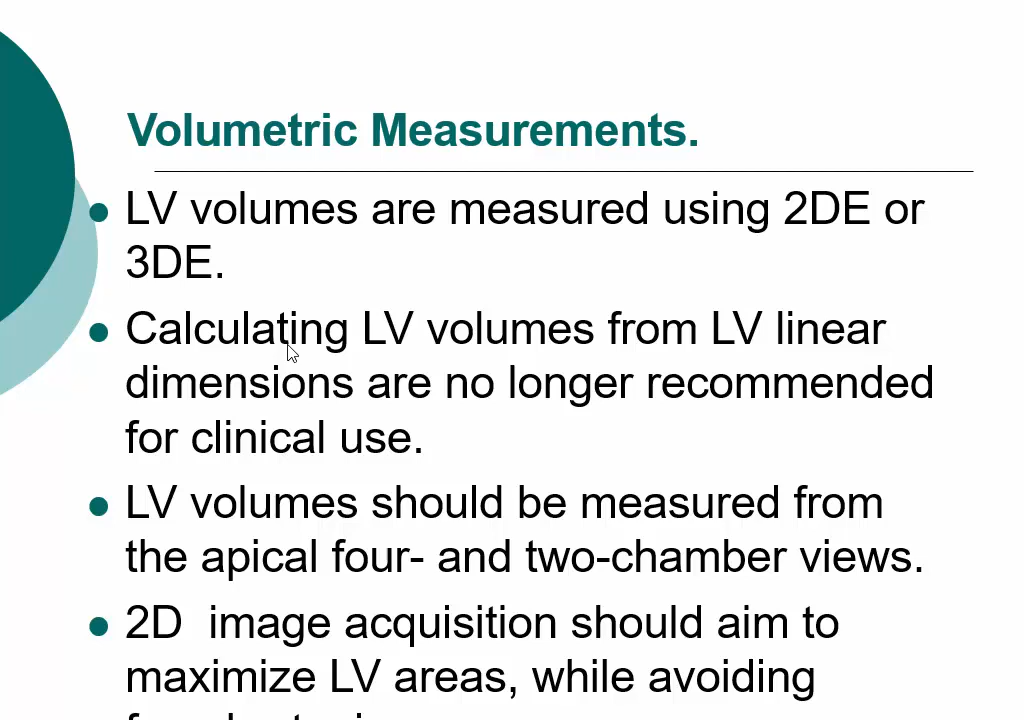 Volumetric Measurements.
LV volumes are measured using 2DE or
3DE.
Calculating LV volumes from LV linear
dimensions are no longer recommended
for clinical use.
LV volumes should be measured from
the apical four- and two-chamber views.
2D image acquisition should aim to
maximize LV areas, while avoiding